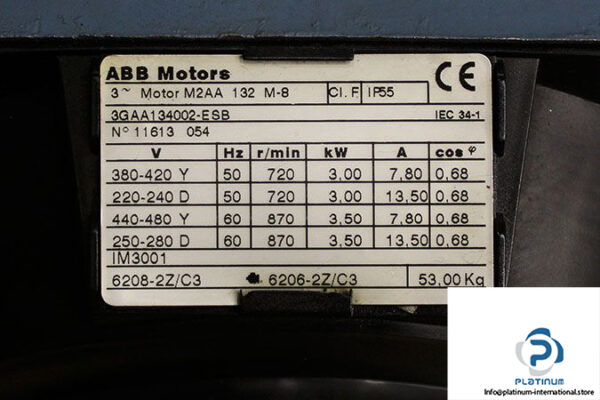 ABB Motors
CE
3~ Motor M2AA 132 M-8 Cl. F IP55
3GAA134002-ESB IEC 34-1
N° 11613 054
V Hz r/min kW A cos φ
380-420 Y 50 720 3,00 7,80 0,68
220-240 D 50 720 3,00 13,50 0,68
440-480 Y 60 870 3,50 7,80 0,68
250-280 D 60 870 3,50 13,50 0,68
IM3001
6208-2Z/C3 6206-2Z/C3 53,00 Kg
PLATINUM
INTERNATIONAL
Info@platinum-international.store